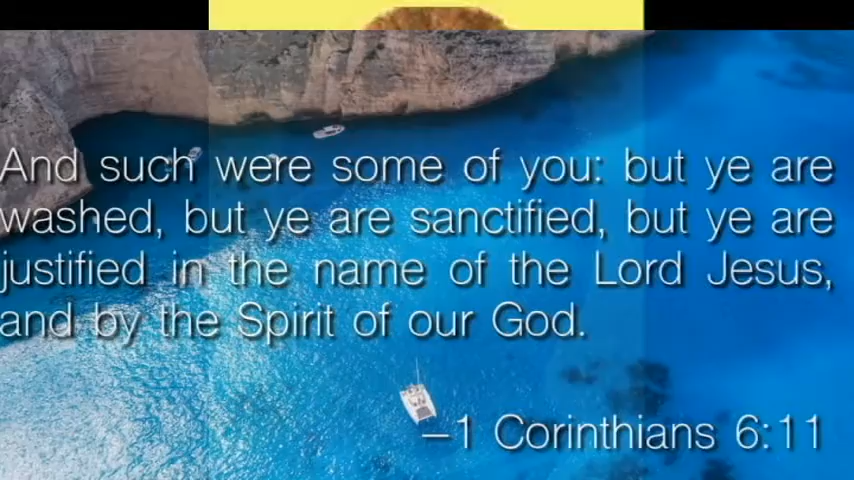 And such were some of you: but ye are
washed, but ye are sanctified, but ye are
justified in the name of the Lord Jesus,
and by the Spirit of our God.
–1 Corinthians 6:11